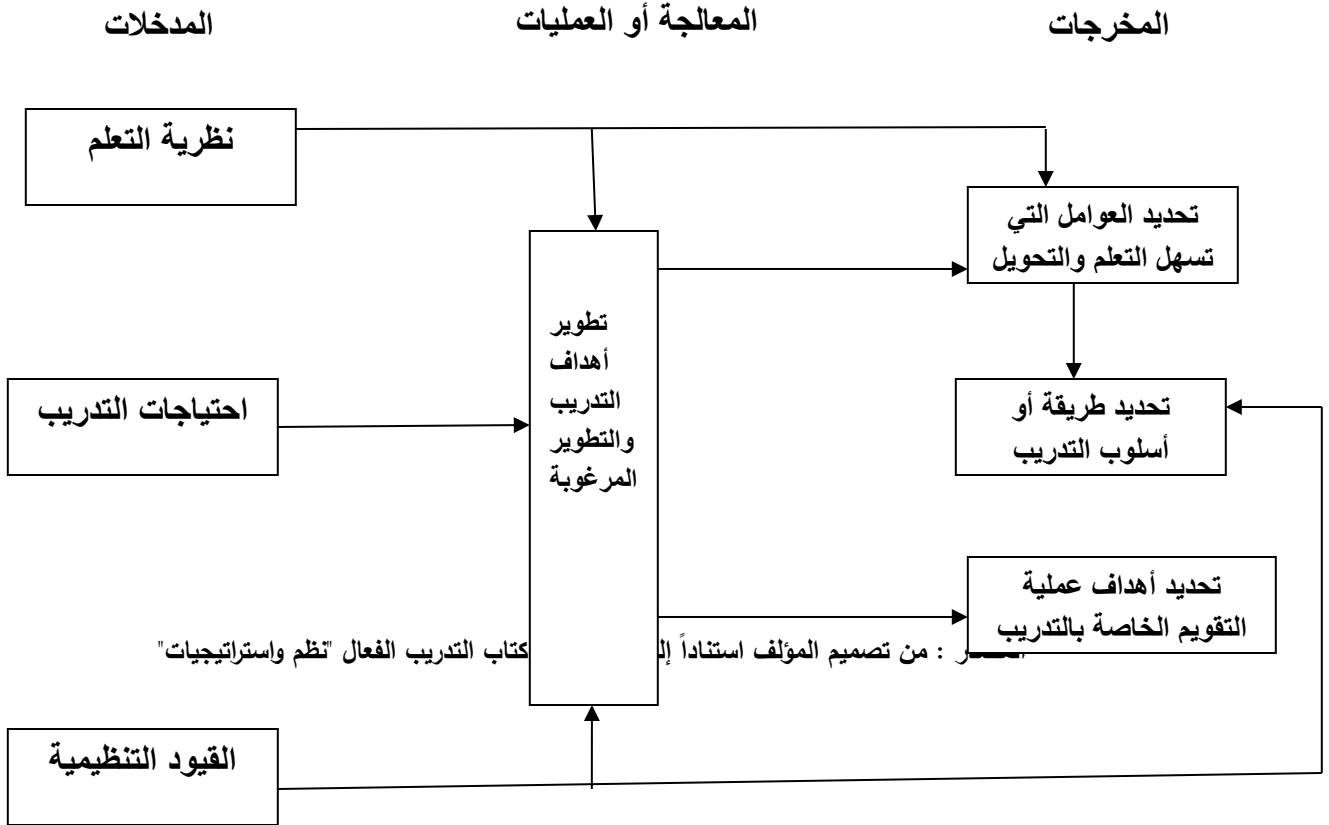 المدخلات
المعالجة أو العمليات
المخرجات
نظرية التعلم
تحديد العوامل التي
تسهل التعلم والتحويل
تطوير
أهداف
التدريب
والتطوير
المرغوبة
احتياجات التدريب
تحديد طريقة أو
أسلوب التدريب
تحديد أهداف عملية
التقويم الخاصة بالتدريب
: من تصميم المؤلف استناداً كتاب التدريب الفعال "نظم واستراتيجيات"
القيود التنظيمية